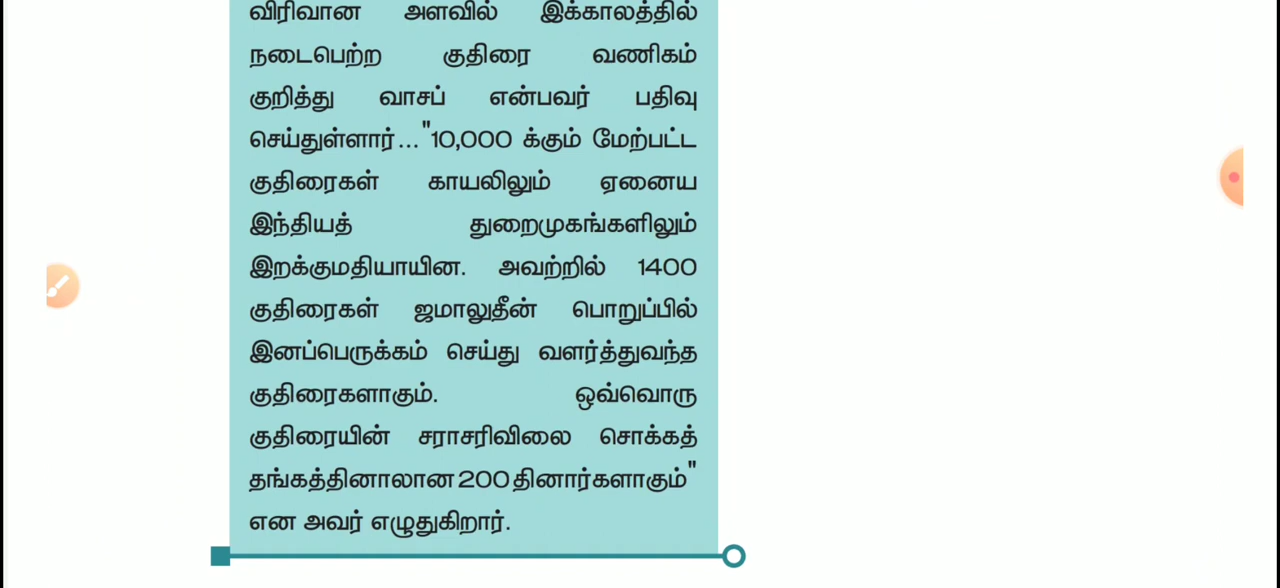 விரிவான அளவில் இக்காலத்தில்
நடைபெற்ற குதிரை வணிகம்
குறித்து வாசப் என்பவர் பதிவு
செய்துள்ளார்..."10,000 க்கும் மேற்பட்ட
குதிரைகள் காயலிலும் ஏனைய
இந்தியத் துறைமுகங்களிலும்
இறக்குமதியாயின. அவற்றில் 1400
குதிரைகள் ஜமாலுதீன் பொறுப்பில்
இனப்பெருக்கம் செய்து வளர்த்துவந்த
குதிரைகளாகும். ஒவ்வொரு
குதிரையின் சராசரிவிலை சொக்கத்
தங்கத்தினாலான 200 தினார்களாகும்"
என அவர் எழுதுகிறார்.